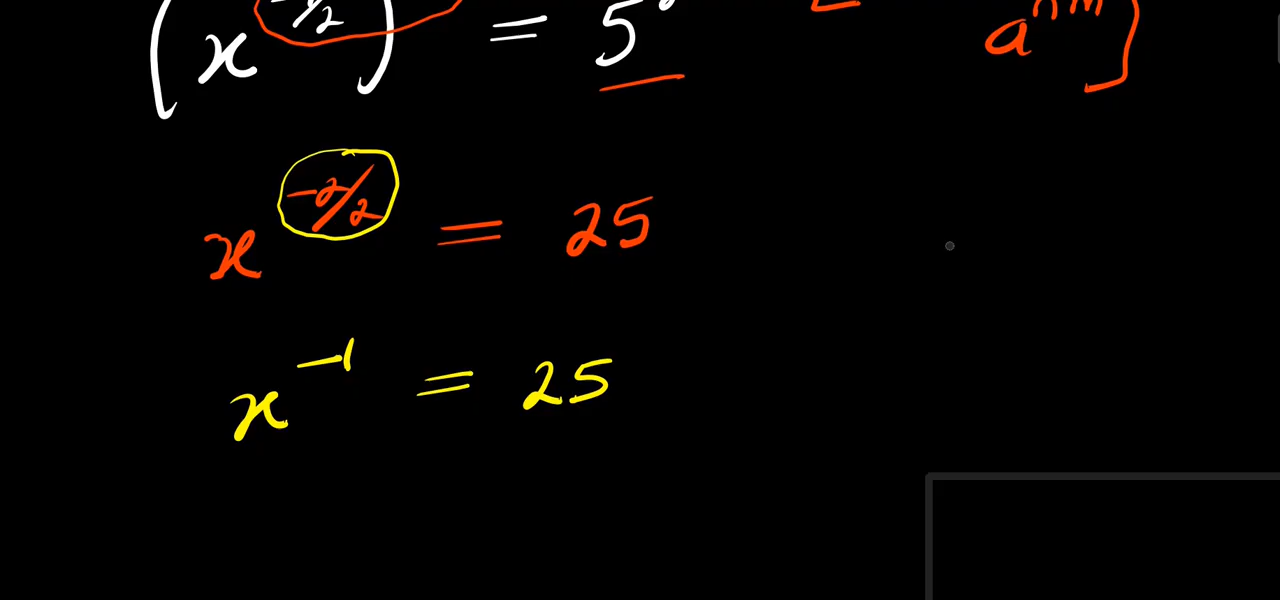 (x^(-1/2)) = 5 a^nm]
x^(-2/2) = 25
x^-1 = 25